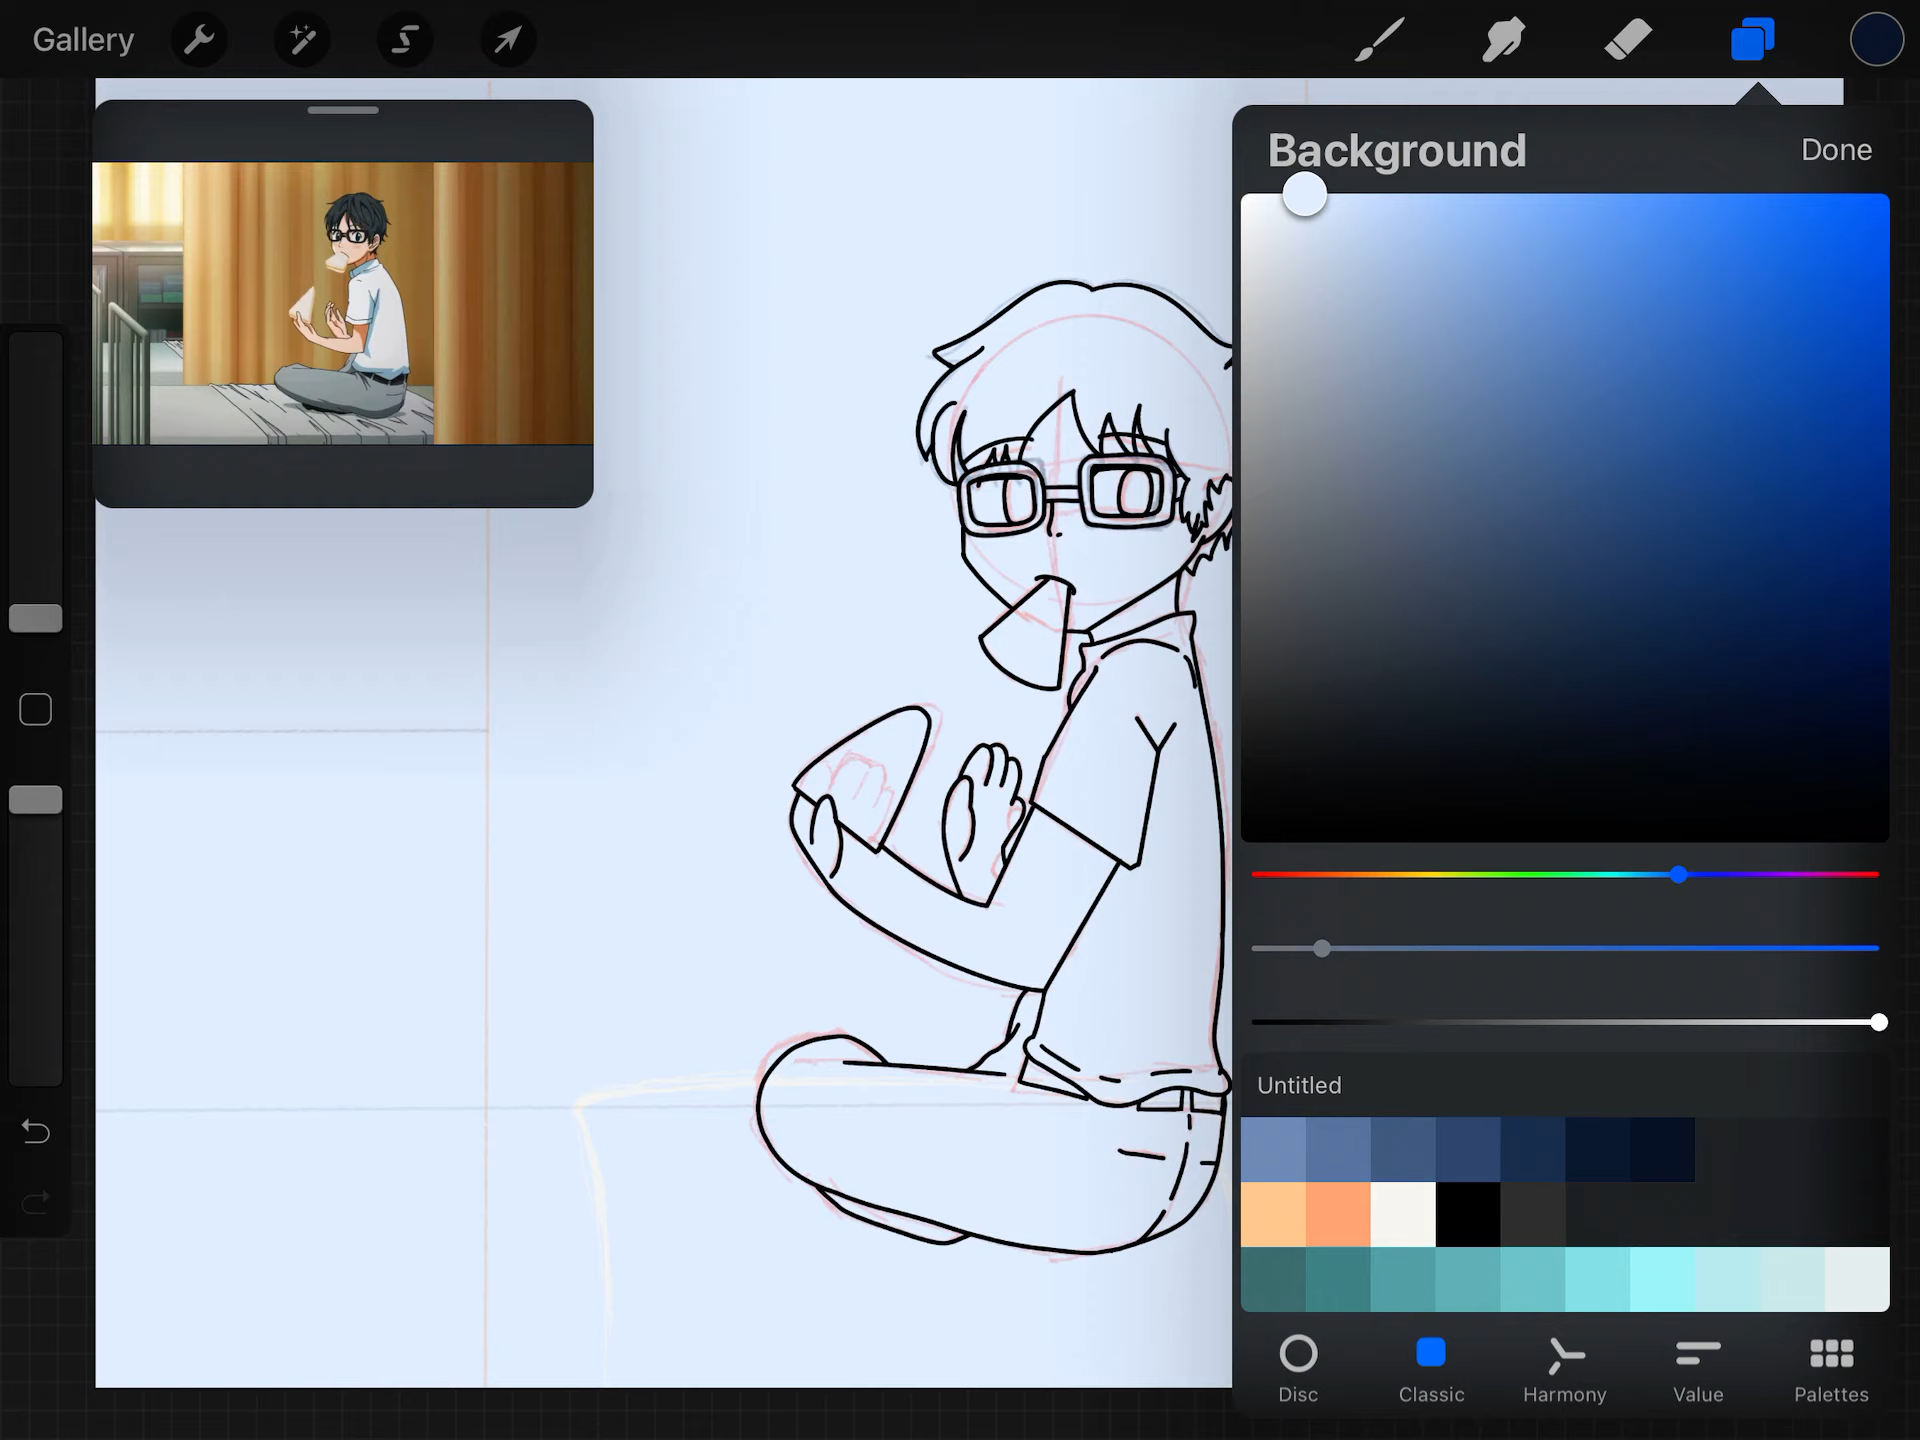 Gallery
Background
Done
Untitled
Disc
Classic
Harmony
Value
Palettes